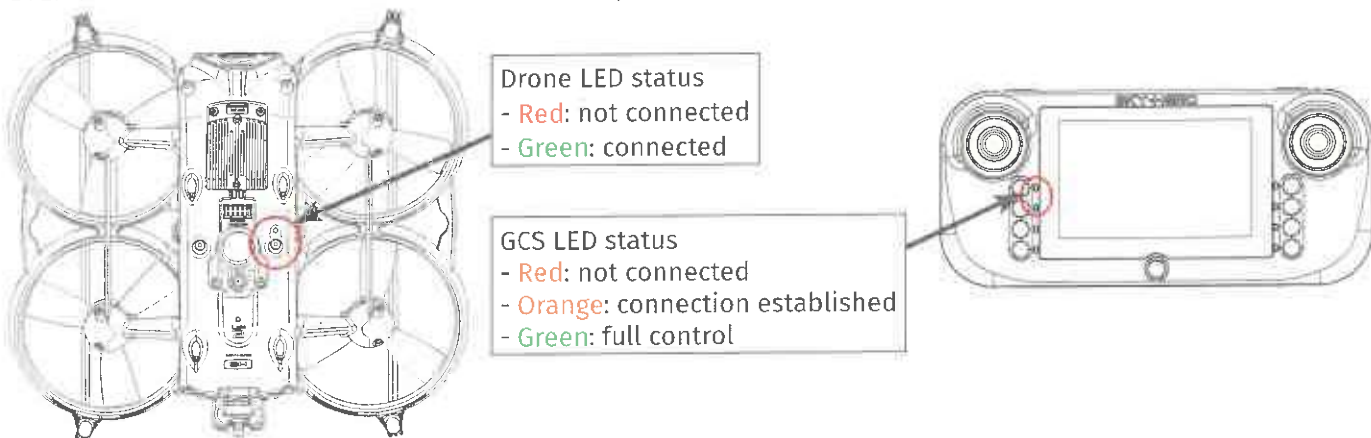 Drone LED status
- Red: not connected
- Green: connected
GCS LED status
- Red: not connected
- Orange: connection established
- Green: full control